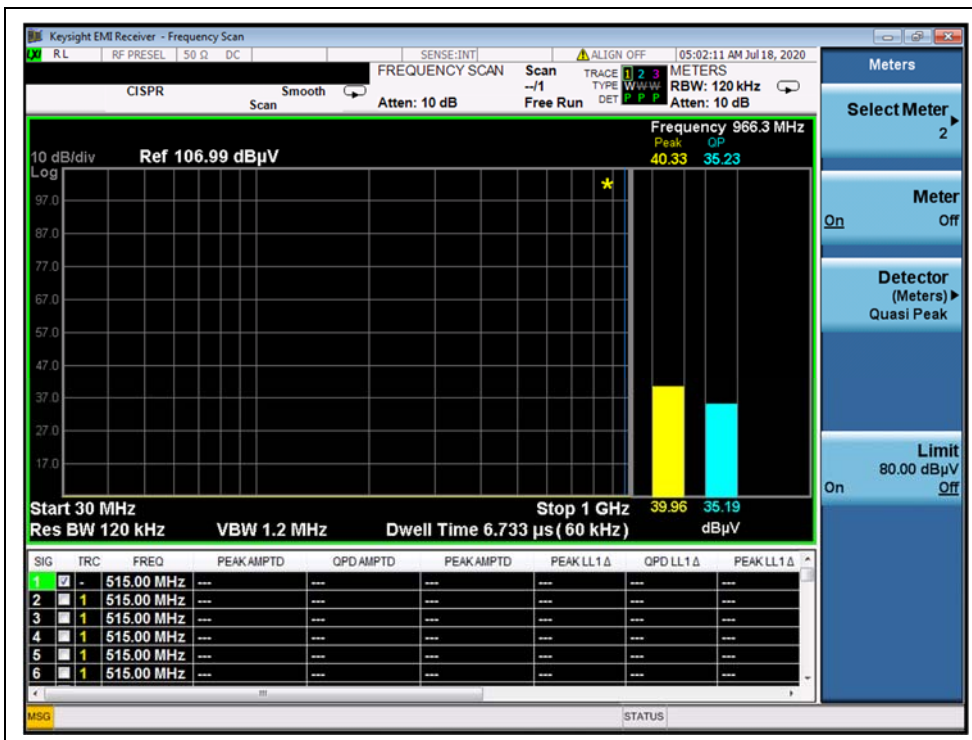 Keysight EMI Receiver - Frequency Scan
LXI RL RF PRESEL 50 Ω DC SENSE:INT ALIGN OFF 05:02:11 AM Jul 18, 2020
FREQUENCY SCAN Scan TRACE 1 2 3 METERS
--/1 TYPE W W W RBW: 120 kHz
CISPR Smooth
Scan Atten: 10 dB Free Run DET P P P Atten: 10 dB
Frequency 966.3 MHz
Peak QP
10 dB/div Ref 106.99 dBµV 40.33 35.23
Log
97.0
87.0
77.0
67.0
57.0
47.0
37.0
27.0
17.0
Start 30 MHz Stop 1 GHz 39.96 35.19
Res BW 120 kHz VBW 1.2 MHz Dwell Time 6.733 µs (60 kHz) dBµV
SIG TRC FREQ PEAK AMPTD QPD AMPTD PEAK AMPTD PEAK LL1 Δ QPD LL1 Δ PEAK LL1 Δ
1 - 515.00 MHz --- --- --- --- --- ---
2 1 515.00 MHz --- --- --- --- --- ---
3 1 515.00 MHz --- --- --- --- --- ---
4 1 515.00 MHz --- --- --- --- --- ---
5 1 515.00 MHz --- --- --- --- --- ---
6 1 515.00 MHz --- --- --- --- --- ---
MSG STATUS
Meters
Select Meter
2
Meter
On Off
Detector
(Meters)
Quasi Peak
Limit
80.00 dBµV
On Off